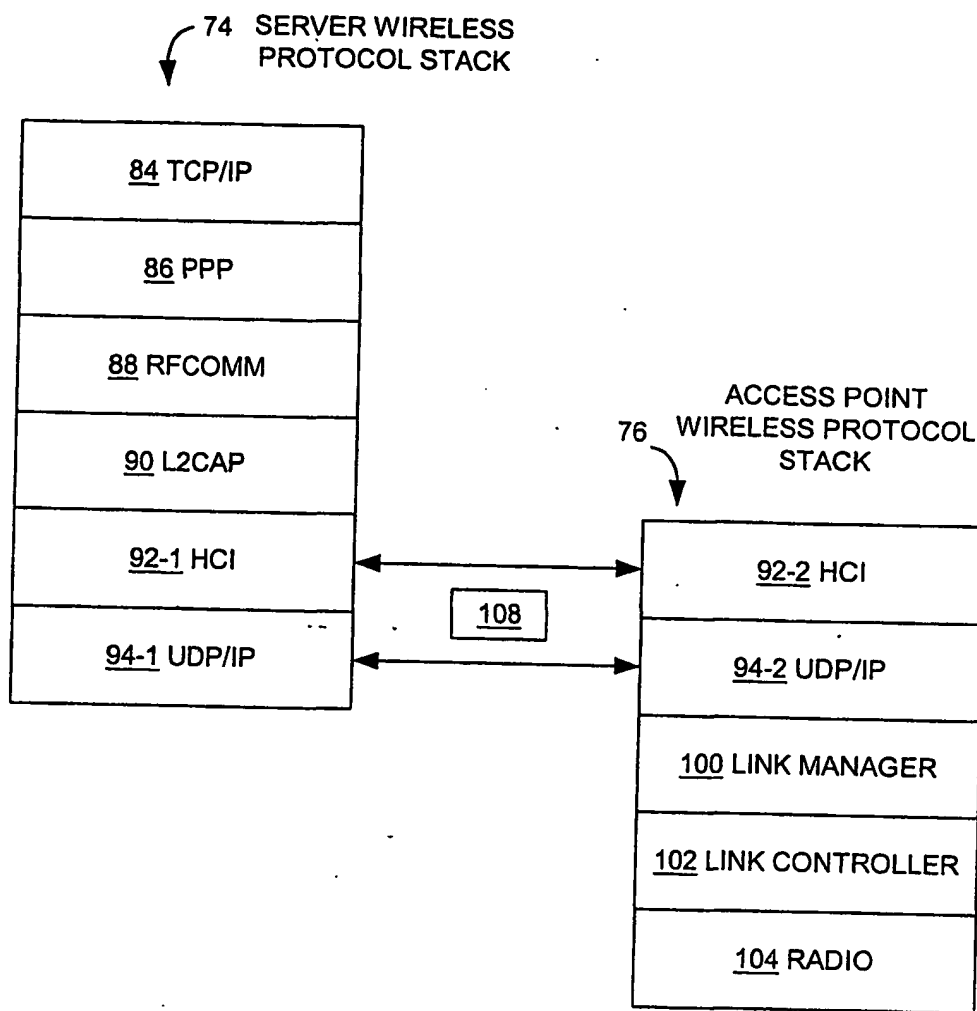 74 SERVER WIRELESS
PROTOCOL STACK
84 TCP/IP
86 PPP
88 RFCOMM
90 L2CAP
92-1 HCI
94-1 UDP/IP
108
76 ACCESS POINT
WIRELESS PROTOCOL
STACK
92-2 HCI
94-2 UDP/IP
100 LINK MANAGER
102 LINK CONTROLLER
104 RADIO